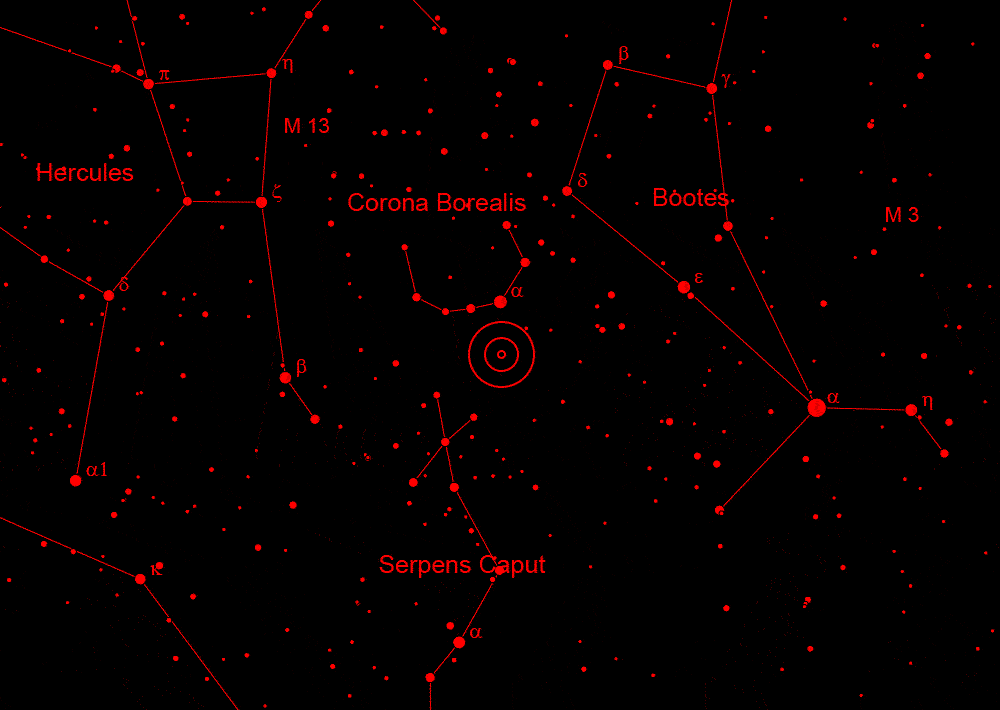 β
π
η
γ
M 13
Hercules
δ
ζ
Bootes
Corona Borealis
M 3
ε
δ
α
β
α
η
α1
Serpens Caput
κ
α